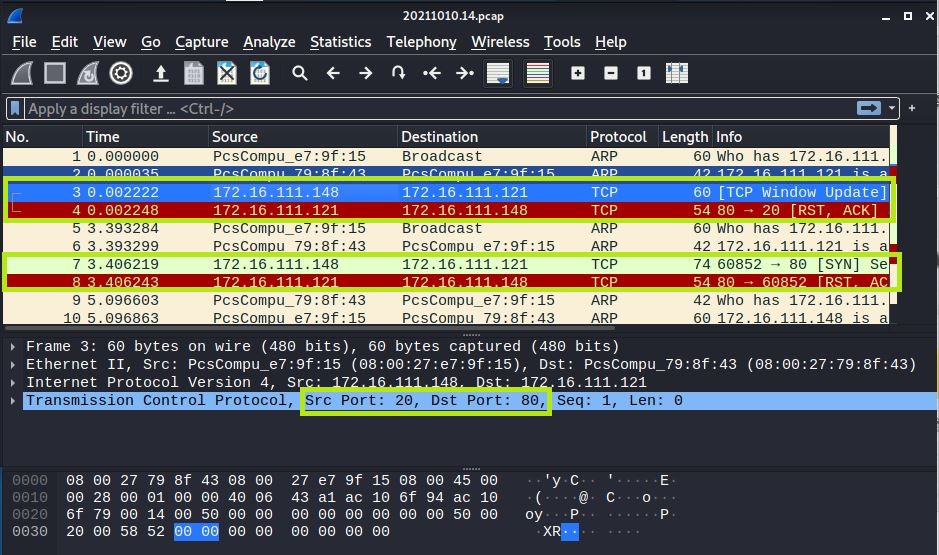 20211010.14.pcap
File Edit View Go Capture Analyze Statistics Telephony Wireless Tools Help
Apply a display filter … <Ctrl-/>
No. Time Source Destination Protocol Length Info
1 0.000000 PcsCompu_e7:9f:15 Broadcast ARP 60 Who has 172.16.111.
2 0.000035 PcsCompu_79:8f:43 PcsCompu_e7:9f:15 ARP 42 172.16.111.121 is a
3 0.002222 172.16.111.148 172.16.111.121 TCP 60 [TCP Window Update]
4 0.002248 172.16.111.121 172.16.111.148 TCP 54 80 → 20 [RST, ACK]
5 3.393284 PcsCompu_e7:9f:15 Broadcast ARP 60 Who has 172.16.111.
6 3.393299 PcsCompu_79:8f:43 PcsCompu_e7:9f:15 ARP 42 172.16.111.121 is a
7 3.406219 172.16.111.148 172.16.111.121 TCP 74 60852 → 80 [SYN] Se
8 3.406243 172.16.111.121 172.16.111.148 TCP 54 80 → 60852 [RST, AC
9 5.096603 PcsCompu_79:8f:43 PcsCompu_e7:9f:15 ARP 42 Who has 172.16.111.
10 5.096863 PcsCompu_e7:9f:15 PcsCompu_79:8f:43 ARP 60 172.16.111.148 is a
Frame 3: 60 bytes on wire (480 bits), 60 bytes captured (480 bits)
Ethernet II, Src: PcsCompu_e7:9f:15 (08:00:27:e7:9f:15), Dst: PcsCompu_79:8f:43 (08:00:27:79:8f:43)
Internet Protocol Version 4, Src: 172.16.111.148, Dst: 172.16.111.121
Transmission Control Protocol, Src Port: 20, Dst Port: 80, Seq: 1, Len: 0
0000 08 00 27 79 8f 43 08 00 27 e7 9f 15 08 00 45 00 ··'y·C·· '·····E·
0010 00 28 00 01 00 00 40 06 43 a1 ac 10 6f 94 ac 10 ·(····@· C···o···
0020 6f 79 00 14 00 50 00 00 00 00 00 00 00 00 50 00 oy···P·· ······P·
0030 20 00 58 52 00 00 00 00 00 00 00 00 ·XR·· ····